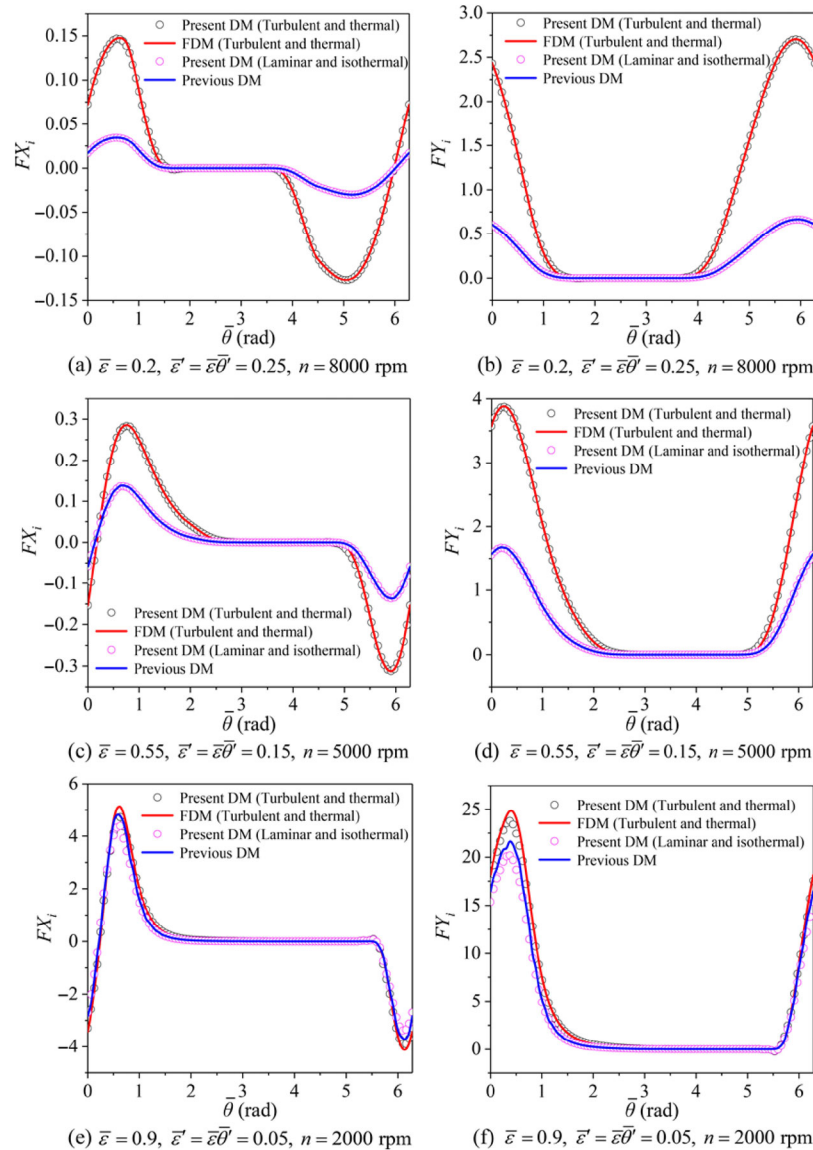 Present DM (Turbulent and thermal)
FDM (Turbulent and thermal)
Present DM (Laminar and isothermal)
Previous DM
0.15
0.10
0.05
0.00
−0.05
−0.10
−0.15
FX_i
0 1 2 3 4 5 6
θ̄ (rad)
(a) ε̄ = 0.2, ε̄′ = ε̄θ̄′ = 0.25, n = 8000 rpm
Present DM (Turbulent and thermal)
FDM (Turbulent and thermal)
Present DM (Laminar and isothermal)
Previous DM
3.0
2.5
2.0
1.5
1.0
0.5
0.0
FY_i
0 1 2 3 4 5 6
θ̄ (rad)
(b) ε̄ = 0.2, ε̄′ = ε̄θ̄′ = 0.25, n = 8000 rpm
0.3
0.2
0.1
0.0
−0.1
−0.2
−0.3
FX_i
Present DM (Turbulent and thermal)
FDM (Turbulent and thermal)
Present DM (Laminar and isothermal)
Previous DM
0 1 2 3 4 5 6
θ̄ (rad)
(c) ε̄ = 0.55, ε̄′ = ε̄θ̄′ = 0.15, n = 5000 rpm
Present DM (Turbulent and thermal)
FDM (Turbulent and thermal)
Present DM (Laminar and isothermal)
Previous DM
4
3
2
1
0
FY_i
0 1 2 3 4 5 6
θ̄ (rad)
(d) ε̄ = 0.55, ε̄′ = ε̄θ̄′ = 0.15, n = 5000 rpm
Present DM (Turbulent and thermal)
FDM (Turbulent and thermal)
Present DM (Laminar and isothermal)
Previous DM
6
4
2
0
−2
−4
FX_i
0 1 2 3 4 5 6
θ̄ (rad)
(e) ε̄ = 0.9, ε̄′ = ε̄θ̄′ = 0.05, n = 2000 rpm
Present DM (Turbulent and thermal)
FDM (Turbulent and thermal)
Present DM (Laminar and isothermal)
Previous DM
25
20
15
10
5
0
FY_i
0 1 2 3 4 5 6
θ̄ (rad)
(f) ε̄ = 0.9, ε̄′ = ε̄θ̄′ = 0.05, n = 2000 rpm